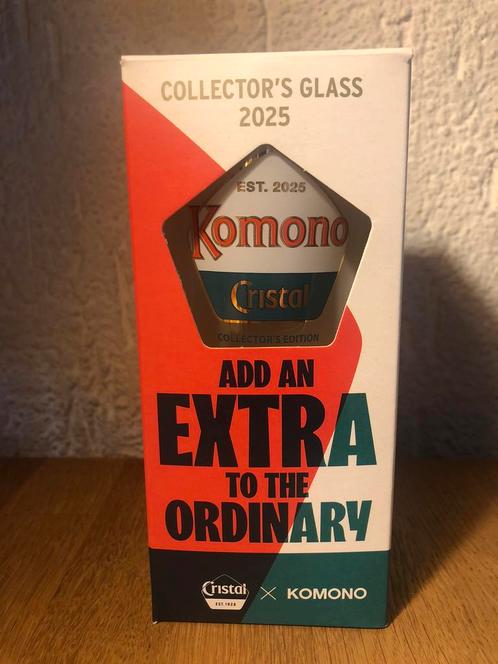 COLLECTOR'S GLASS
2025
EST. 2025
Komono
Cristal
COLLECTOR'S EDITION
ADD AN
EXTRA
TO THE
ORDINARY
Cristal × KOMONO
EST. 1928